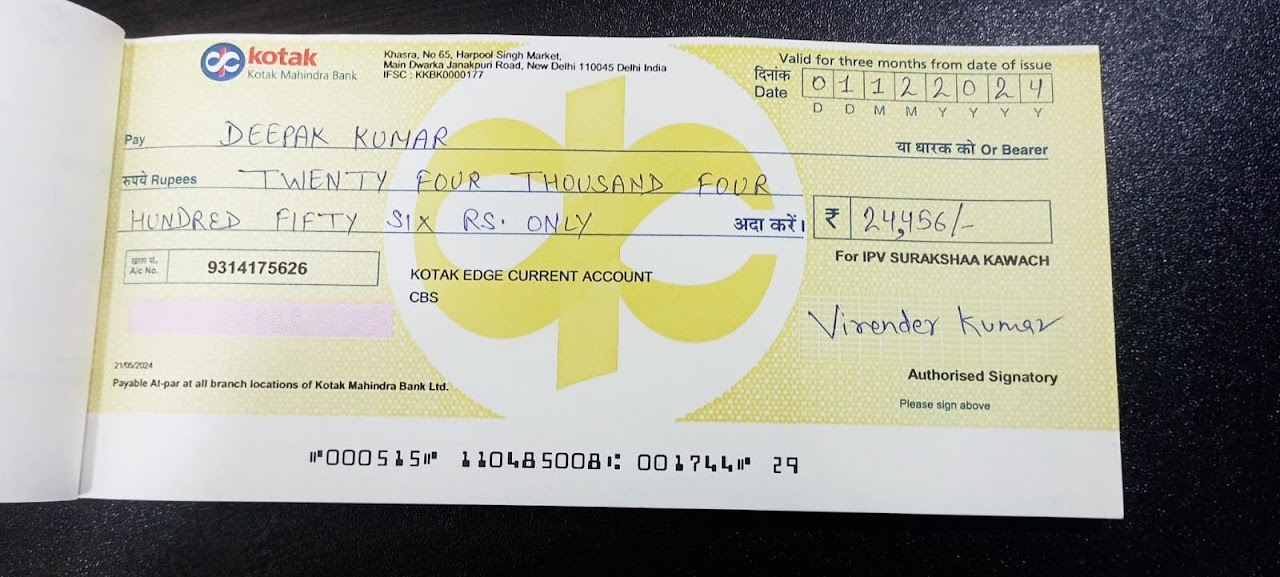 kotak
Kotak Mahindra Bank
Khasra, No 65, Harpool Singh Market,
Main Dwarka Janakpuri Road, New Delhi 110045 Delhi India
IFSC : KKBK0000177
Valid for three months from date of issue
दिनांक
Date 0 1 1 2 2 0 2 4
D D M M Y Y Y Y
Pay DEEPAK KUMAR
या धारक को Or Bearer
रुपये Rupees TWENTY FOUR THOUSAND FOUR
HUNDRED FIFTY SIX RS. ONLY अदा करें। ₹ 24,456/-
खाता सं.
A/c No. 9314175626
For IPV SURAKSHAA KAWACH
KOTAK EDGE CURRENT ACCOUNT
CBS
Virender Kumar
21/05/2024
Payable At-par at all branch locations of Kotak Mahindra Bank Ltd.
Authorised Signatory
Please sign above
⑈000515⑈ 110485008⑆ 001744⑈ 29